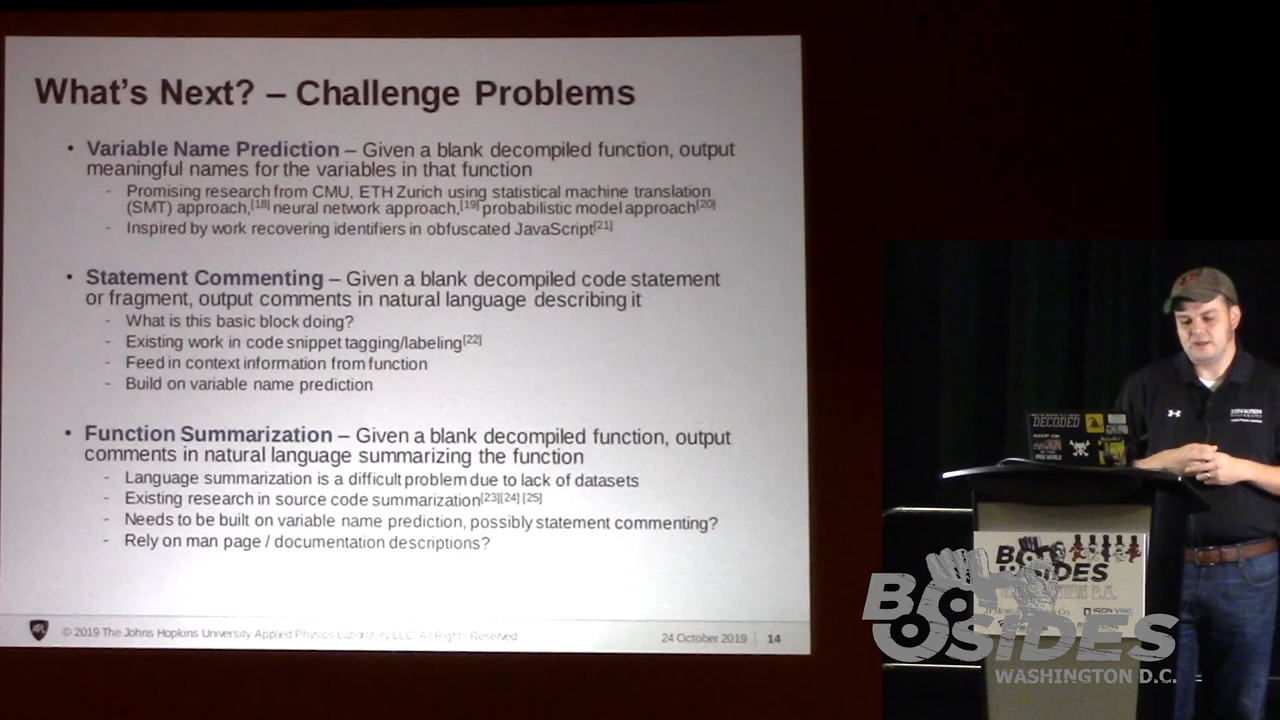 What's Next? – Challenge Problems
• Variable Name Prediction – Given a blank decompiled function, output
meaningful names for the variables in that function
- Promising research from CMU, ETH Zurich using statistical machine translation
(SMT) approach,[18] neural network approach,[19] probabilistic model approach[20]
- Inspired by work recovering identifiers in obfuscated JavaScript[21]
• Statement Commenting – Given a blank decompiled code statement
or fragment, output comments in natural language describing it
- What is this basic block doing?
- Existing work in code snippet tagging/labeling[22]
- Feed in context information from function
- Build on variable name prediction
• Function Summarization – Given a blank decompiled function, output
comments in natural language summarizing the function
- Language summarization is a difficult problem due to lack of datasets
- Existing research in source code summarization[23][24] [25]
- Needs to be built on variable name prediction, possibly statement commenting?
- Rely on man page / documentation descriptions?
© 2019 The Johns Hopkins University Applied Physics Laboratory LLC. All Rights Reserved
24 October 2019 | 14
DECODED
BSIDES
IRON VINE
BSIDES
WASHINGTON D.C.